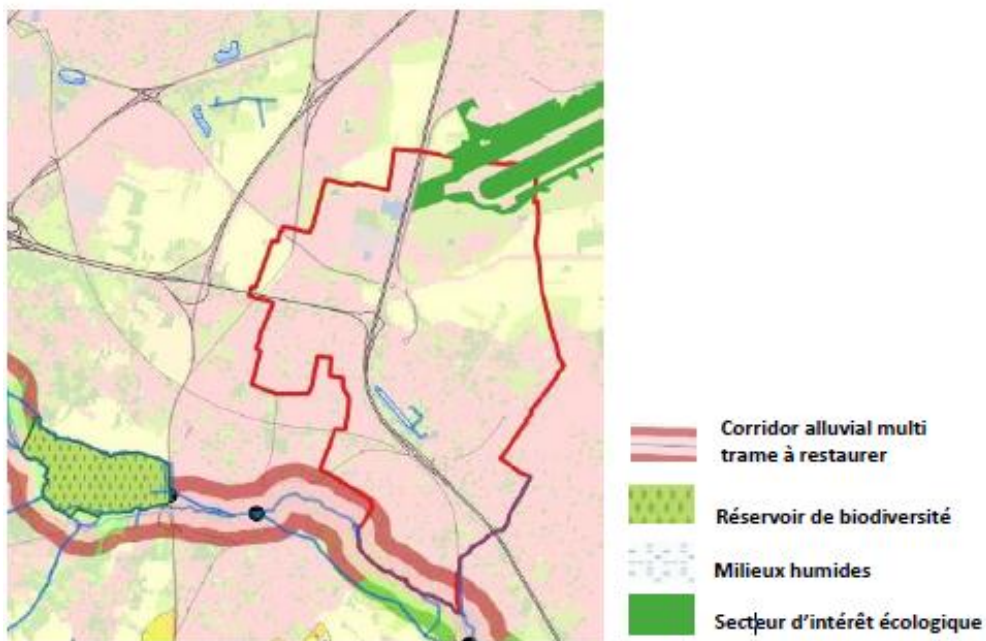 Corridor alluvial multi
trame à restaurer
Réservoir de biodiversité
Milieux humides
Secteur d'intérêt écologique